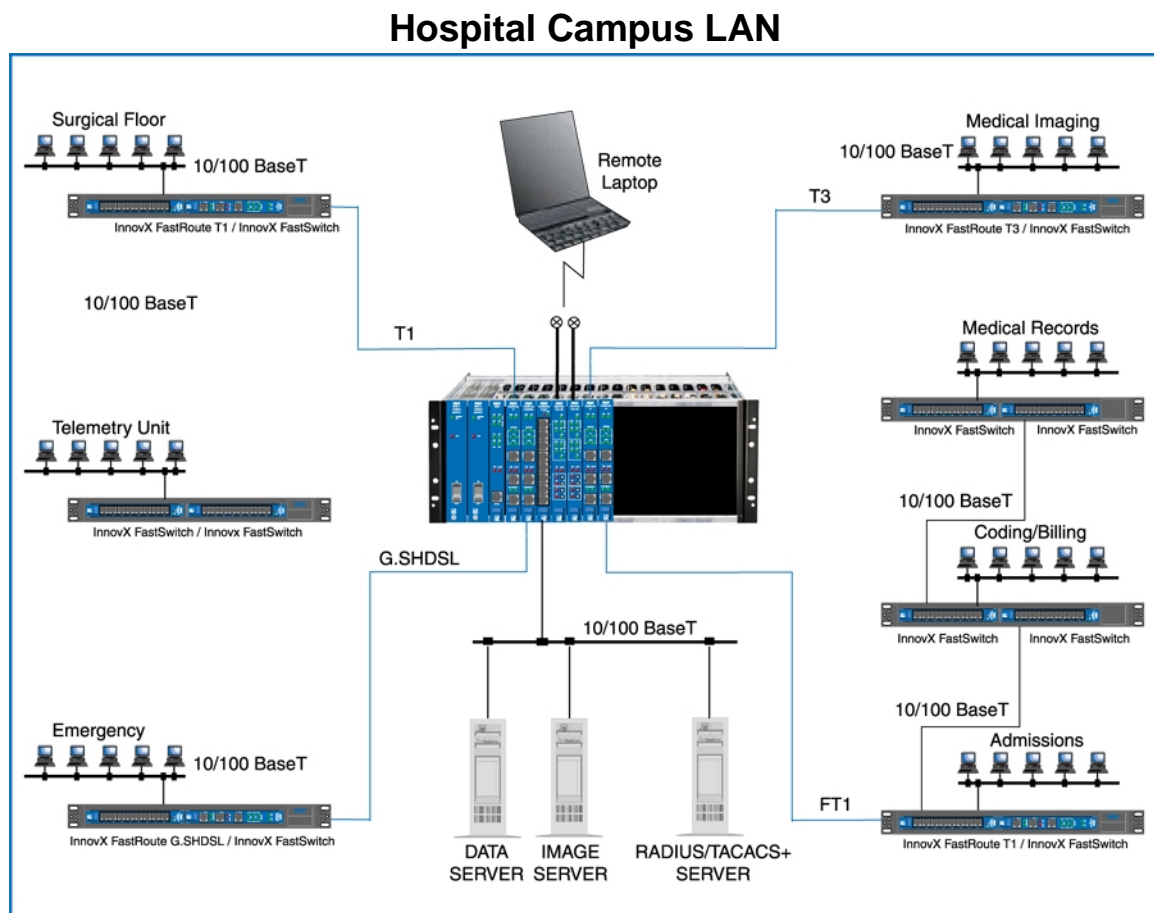 Hospital Campus LAN
Surgical Floor
10/100 BaseT
InnovX FastRoute T1 / InnovX FastSwitch
10/100 BaseT
T1
Remote
Laptop
Medical Imaging
10/100 BaseT
T3
InnovX FastRoute T3 / InnovX FastSwitch
Medical Records
InnovX FastSwitch
InnovX FastSwitch
Telemetry Unit
InnovX FastSwitch / Innovx FastSwitch
10/100 BaseT
Coding/Billing
InnovX FastSwitch
InnovX FastSwitch
G.SHDSL
10/100 BaseT
10/100 BaseT
Emergency
10/100 BaseT
InnovX FastRoute G.SHDSL / InnovX FastSwitch
Admissions
FT1
InnovX FastRoute T1 / InnovX FastSwitch
DATA
SERVER
IMAGE
SERVER
RADIUS/TACACS+
SERVER